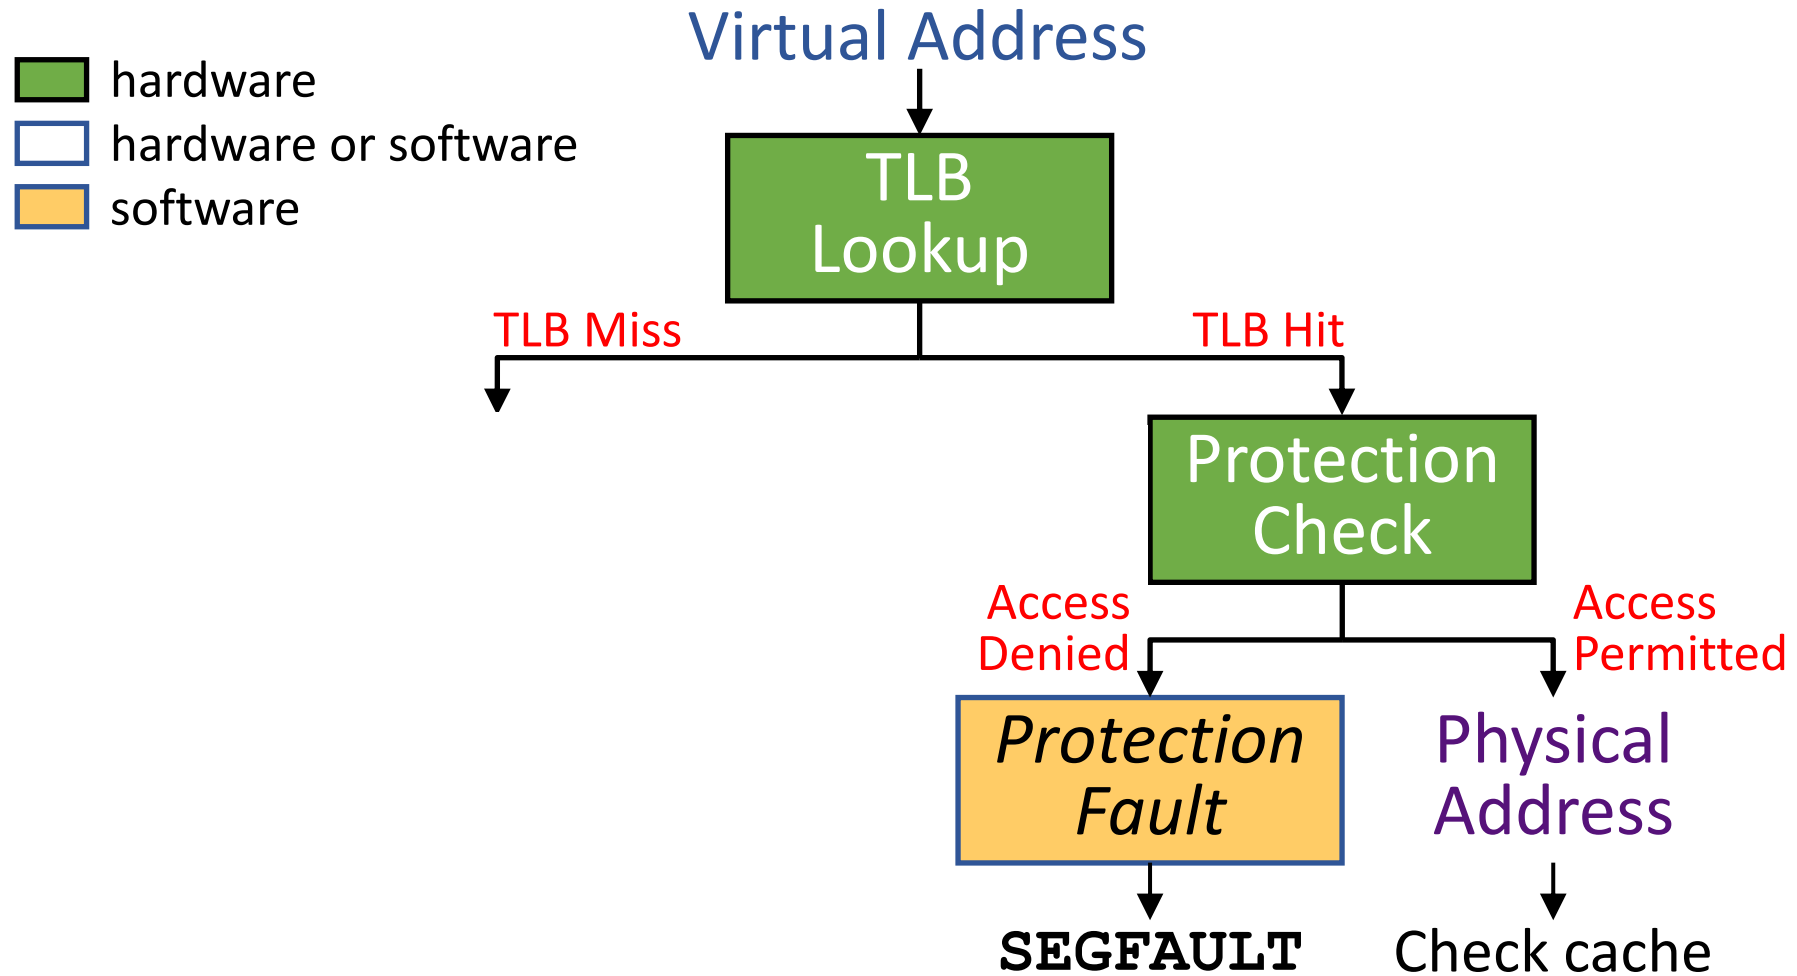 Virtual Address
hardware
hardware or software
software
TLB
Lookup
TLB Miss
TLB Hit
Protection
Check
Access
Denied
Access
Permitted
Protection
Fault
Physical
Address
SEGFAULT
Check cache